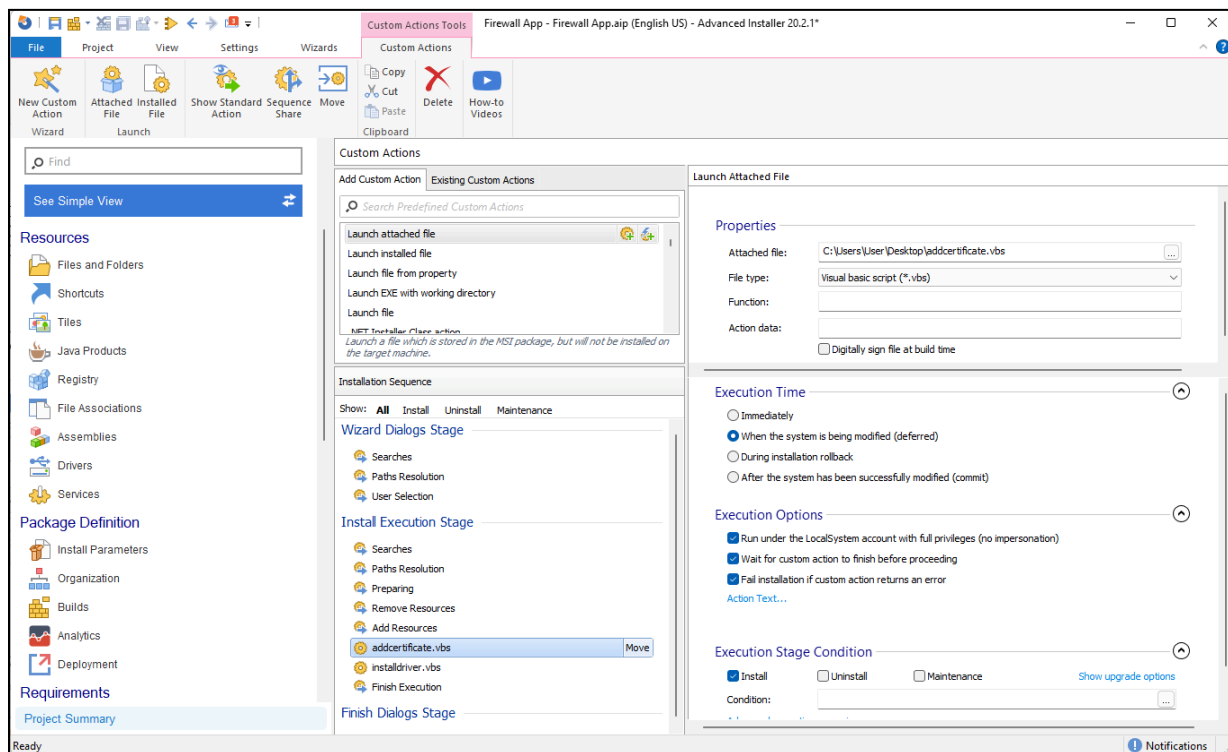 Custom Actions Tools
Firewall App - Firewall App.aip (English US) - Advanced Installer 20.2.1*
3
File
Project
View
Settings
Wizards
Custom Actions
New Custom
Action
Wizard
Attached
File
Installed
File
Launch
Show Standard
Action
Sequence
Share
Move
Copy
Cut
Paste
Clipboard
Delete
How-to
Videos
Find
See Simple View
Resources
Files and Folders
Shortcuts
Tiles
Java Products
Registry
File Associations
Assemblies
Drivers
Services
Package Definition
Install Parameters
Organization
Builds
Analytics
Deployment
Requirements
Project Summary
Custom Actions
Add Custom Action
Existing Custom Actions
Search Predefined Custom Actions
Launch attached file
Launch installed file
Launch file from property
Launch EXE with working directory
Launch file
.NET Installer Class action
Launch a file which is stored in the MSI package, but will not be installed on
the target machine.
Installation Sequence
Show: All Install Uninstall Maintenance
Wizard Dialogs Stage
Searches
Paths Resolution
User Selection
Install Execution Stage
Searches
Paths Resolution
Preparing
Remove Resources
Add Resources
addcertificate.vbs Move
installdriver.vbs
Finish Execution
Finish Dialogs Stage
Launch Attached File
Properties
Attached file: C:\Users\User\Desktop\addcertificate.vbs ...
File type: Visual basic script (*.vbs)
Function:
Action data:
Digitally sign file at build time
Execution Time
Immediately
When the system is being modified (deferred)
During installation rollback
After the system has been successfully modified (commit)
Execution Options
Run under the LocalSystem account with full privileges (no impersonation)
Wait for custom action to finish before proceeding
Fail installation if custom action returns an error
Action Text...
Execution Stage Condition
Install Uninstall Maintenance Show upgrade options
Condition: ...
Ready
Notifications